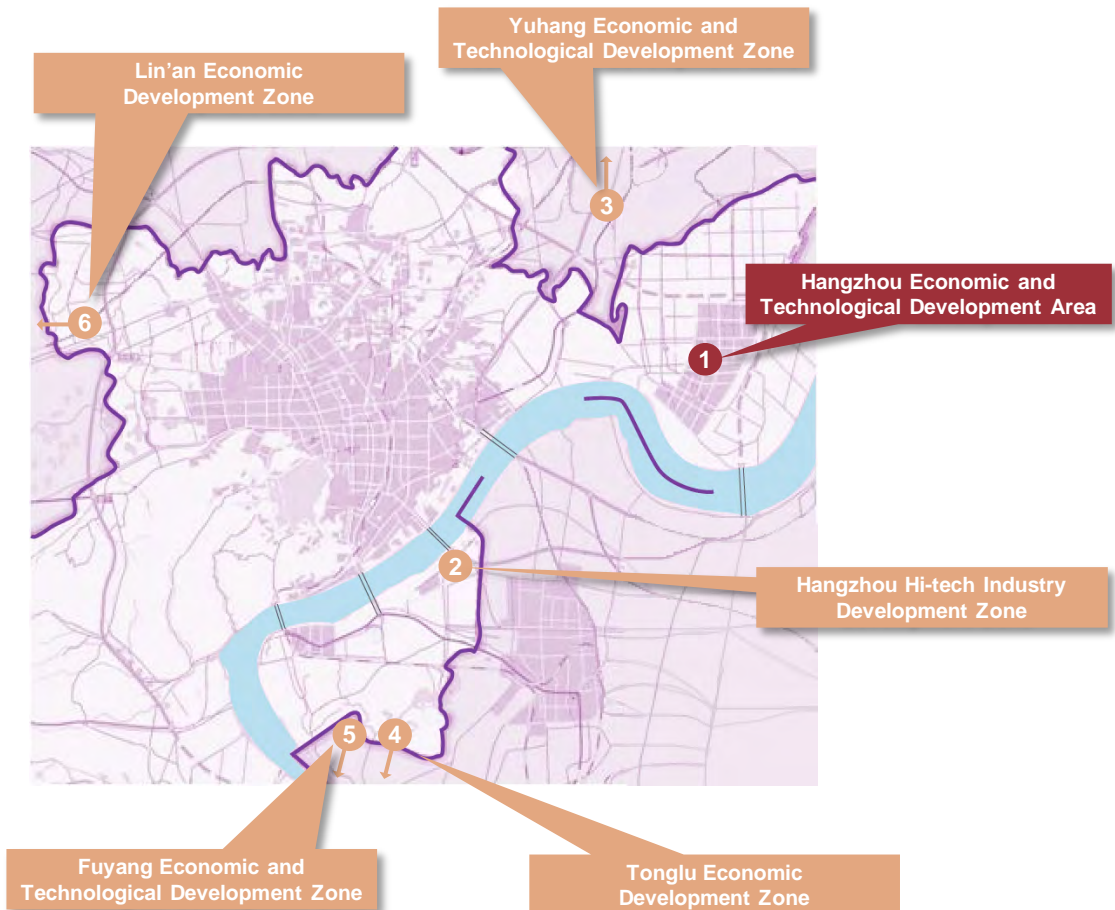 Yuhang Economic and
Technological Development Zone
Lin'an Economic
Development Zone
3
Hangzhou Economic and
Technological Development Area
6
1
2
Hangzhou Hi-tech Industry
Development Zone
5
4
Fuyang Economic and
Technological Development Zone
Tonglu Economic
Development Zone